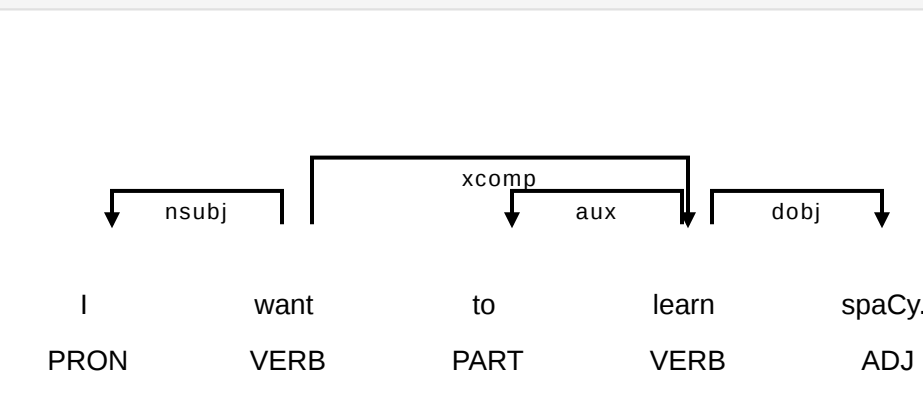 xcomp
nsubj aux dobj
I want to learn spaCy.
PRON VERB PART VERB ADJ